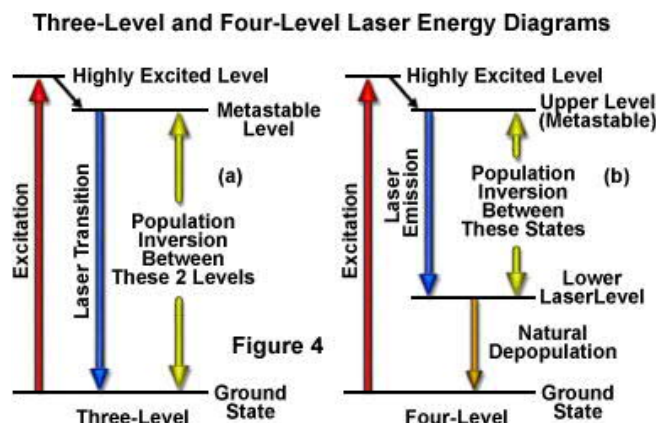 Three-Level and Four-Level Laser Energy Diagrams
Highly Excited Level
Metastable
Level
(a)
Excitation
Laser Transition
Population
Inversion
Between
These 2 Levels
Ground
State
Three-Level
Figure 4
Highly Excited Level
Upper Level
(Metastable)
(b)
Excitation
Laser
Emission
Population
Inversion
Between
These States
Lower
LaserLevel
Natural
Depopulation
Ground
State
Four-Level